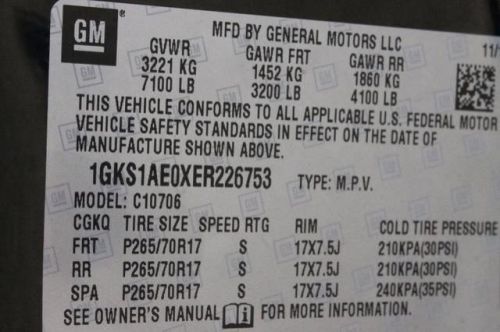 GM
MFD BY GENERAL MOTORS LLC
11/
GVWR GAWR FRT GAWR RR
3221 KG 1452 KG 1860 KG
7100 LB 3200 LB 4100 LB
THIS VEHICLE CONFORMS TO ALL APPLICABLE U.S. FEDERAL MOTOR
VEHICLE SAFETY STANDARDS IN EFFECT ON THE DATE OF
MANUFACTURE SHOWN ABOVE.
1GKS1AE0XER226753 TYPE: M.P.V.
MODEL: C10706
CGKQ TIRE SIZE SPEED RTG RIM COLD TIRE PRESSURE
FRT P265/70R17 S 17X7.5J 210KPA(30PSI)
RR P265/70R17 S 17X7.5J 210KPA(30PSI)
SPA P265/70R17 S 17X7.5J 240KPA(35PSI)
SEE OWNER'S MANUAL i FOR MORE INFORMATION.